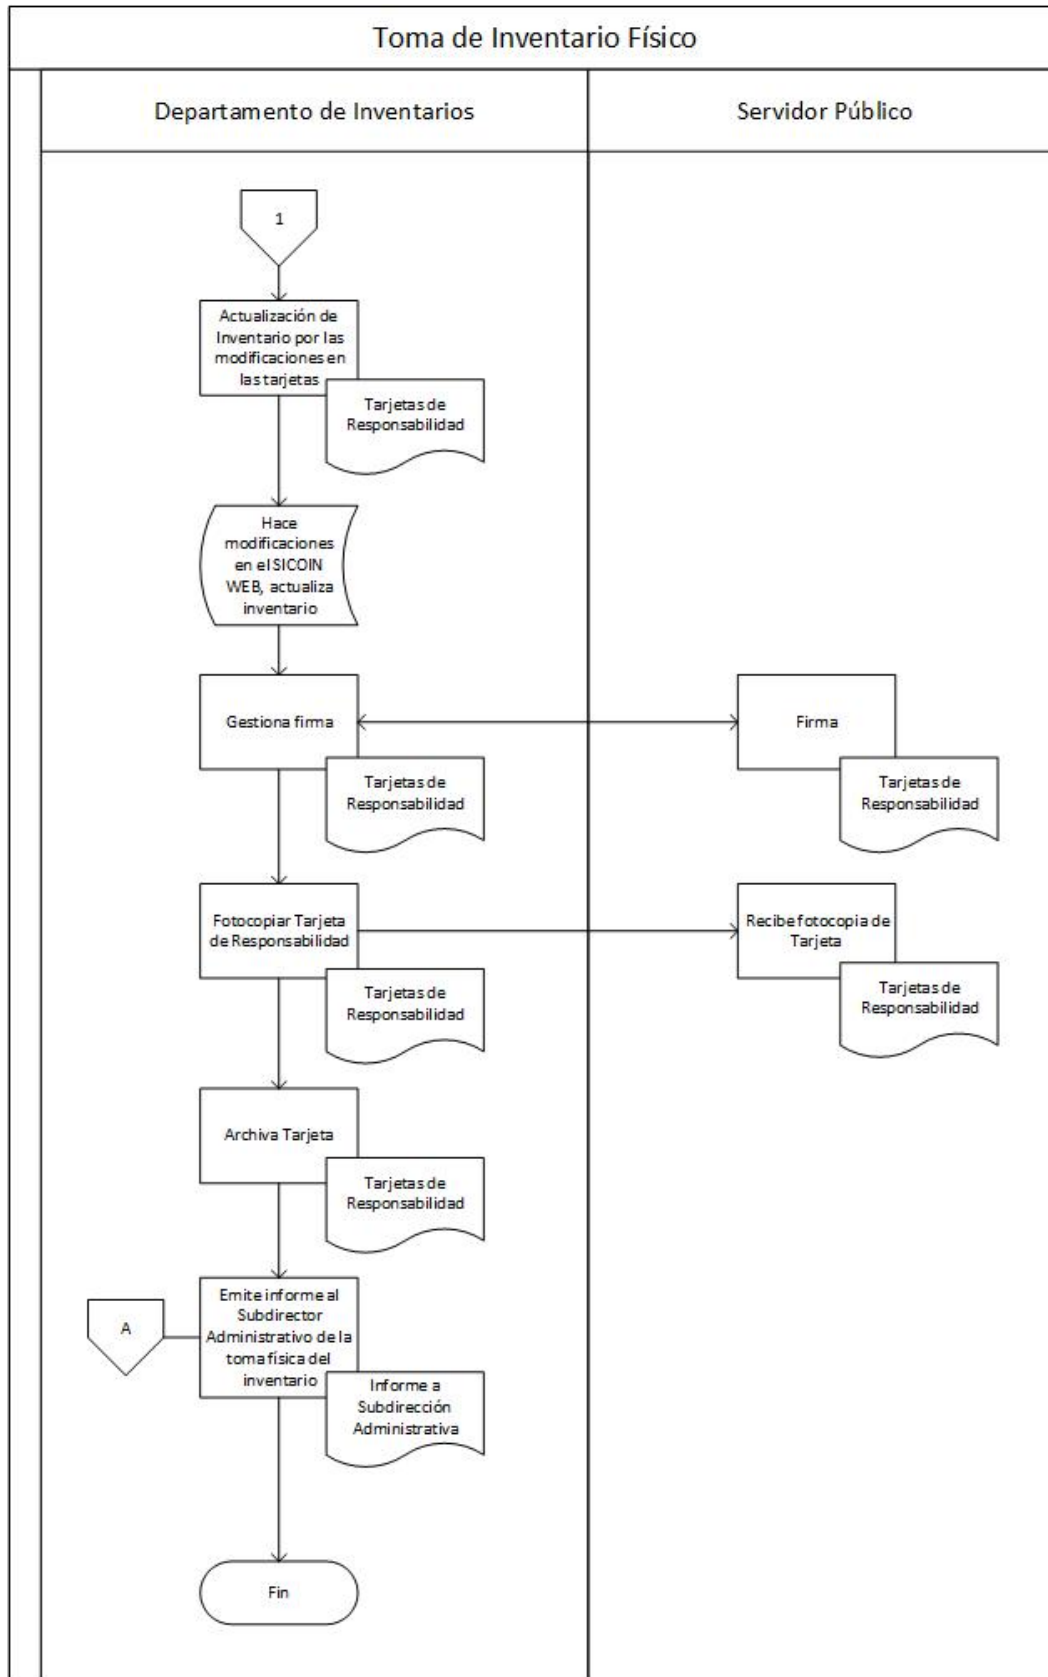 Toma de Inventario Físico
Departamento de Inventarios
Servidor Público
1
Actualización de
Inventario por las
modificaciones en
las tarjetas
Tarjetas de
Responsabilidad
Hace
modificaciones
en el SICOIN
WEB, actualiza
inventario
Gestiona firma
Tarjetas de
Responsabilidad
Firma
Tarjetas de
Responsabilidad
Fotocopiar Tarjeta
de Responsabilidad
Tarjetas de
Responsabilidad
Recibe fotocopia de
Tarjeta
Tarjetas de
Responsabilidad
Archiva Tarjeta
Tarjetas de
Responsabilidad
A
Emite informe al
Subdirector
Administrativo de la
toma física del
inventario
Informe a
Subdirección
Administrativa
Fin